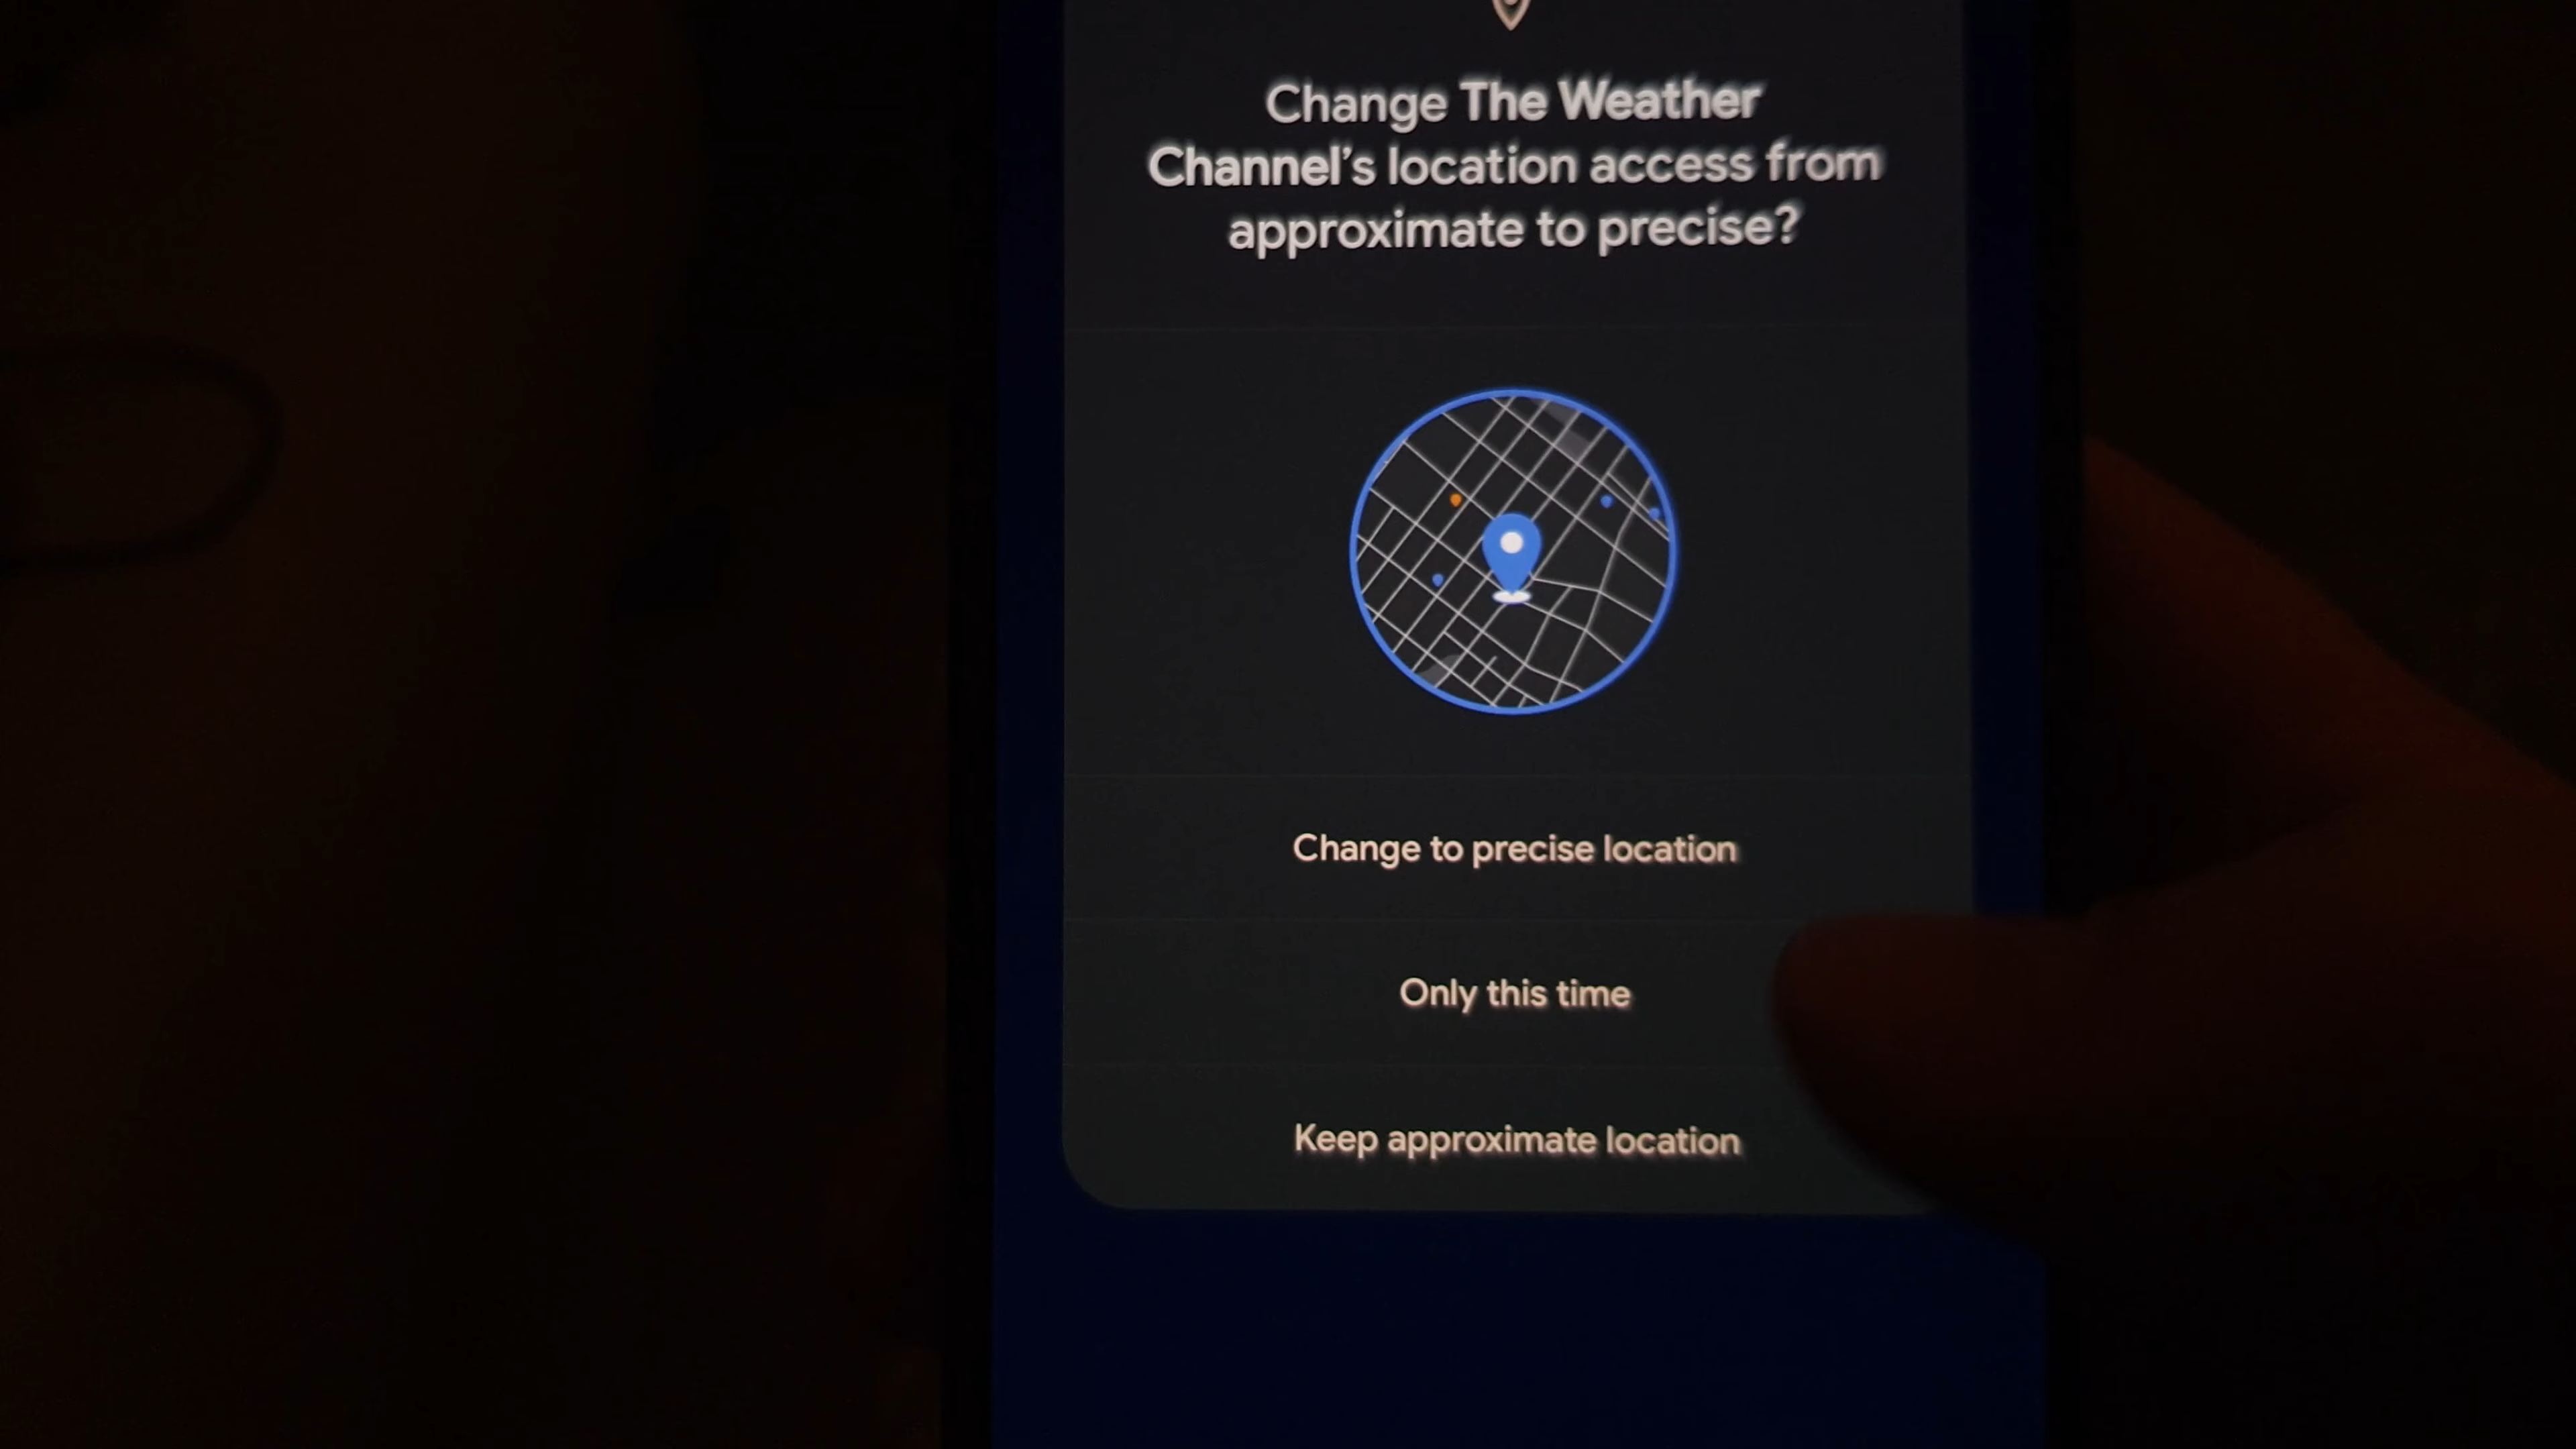 Change The Weather
Channel's location access from
approximate to precise?
Change to precise location
Only this time
Keep approximate location